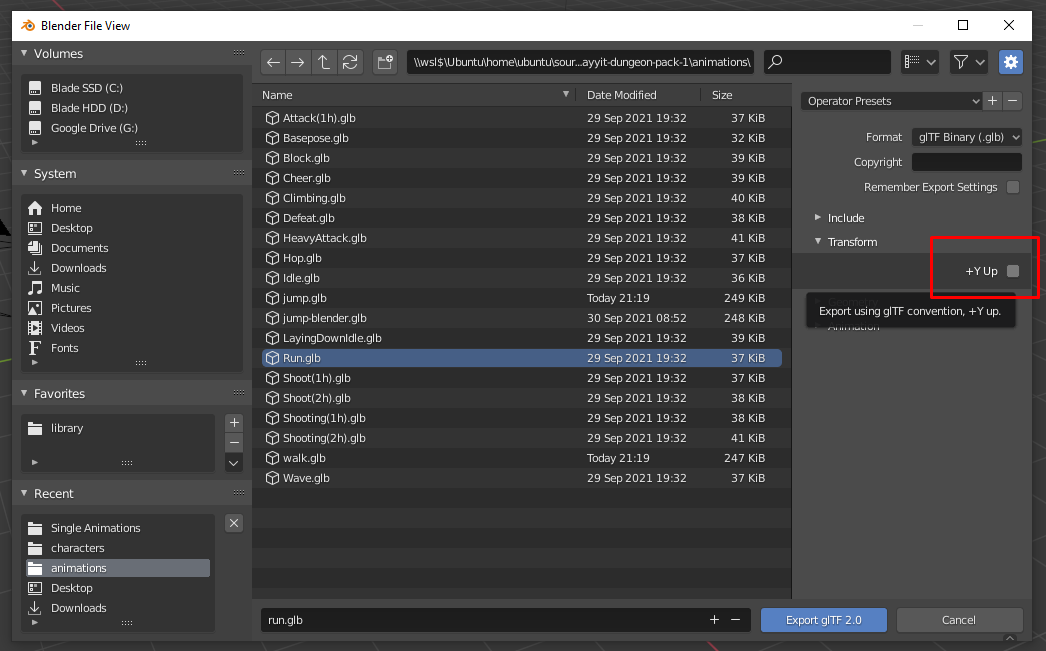 Blender File View
Volumes
Blade SSD (C:)
Blade HDD (D:)
Google Drive (G:)
System
Home
Desktop
Documents
Downloads
Music
Pictures
Videos
Fonts
Favorites
library
Recent
Single Animations
characters
animations
Desktop
Downloads
\\wsl$\Ubuntu\home\ubuntu\sour...ayyit-dungeon-pack-1\animations\
Name Date Modified Size
Attack(1h).glb 29 Sep 2021 19:32 37 KiB
Basepose.glb 29 Sep 2021 19:32 32 KiB
Block.glb 29 Sep 2021 19:32 39 KiB
Cheer.glb 29 Sep 2021 19:32 39 KiB
Climbing.glb 29 Sep 2021 19:32 40 KiB
Defeat.glb 29 Sep 2021 19:32 38 KiB
HeavyAttack.glb 29 Sep 2021 19:32 41 KiB
Hop.glb 29 Sep 2021 19:32 37 KiB
Idle.glb 29 Sep 2021 19:32 36 KiB
jump.glb Today 21:19 249 KiB
jump-blender.glb 30 Sep 2021 08:52 248 KiB
LayingDownIdle.glb 29 Sep 2021 19:32 39 KiB
Run.glb 29 Sep 2021 19:32 37 KiB
Shoot(1h).glb 29 Sep 2021 19:32 37 KiB
Shoot(2h).glb 29 Sep 2021 19:32 38 KiB
Shooting(1h).glb 29 Sep 2021 19:32 38 KiB
Shooting(2h).glb 29 Sep 2021 19:32 41 KiB
walk.glb Today 21:19 247 KiB
Wave.glb 29 Sep 2021 19:32 37 KiB
Operator Presets
Format glTF Binary (.glb)
Copyright
Remember Export Settings
Include
Transform
+Y Up
Geometry
Export using glTF convention, +Y up.
Animation
run.glb
Export glTF 2.0
Cancel